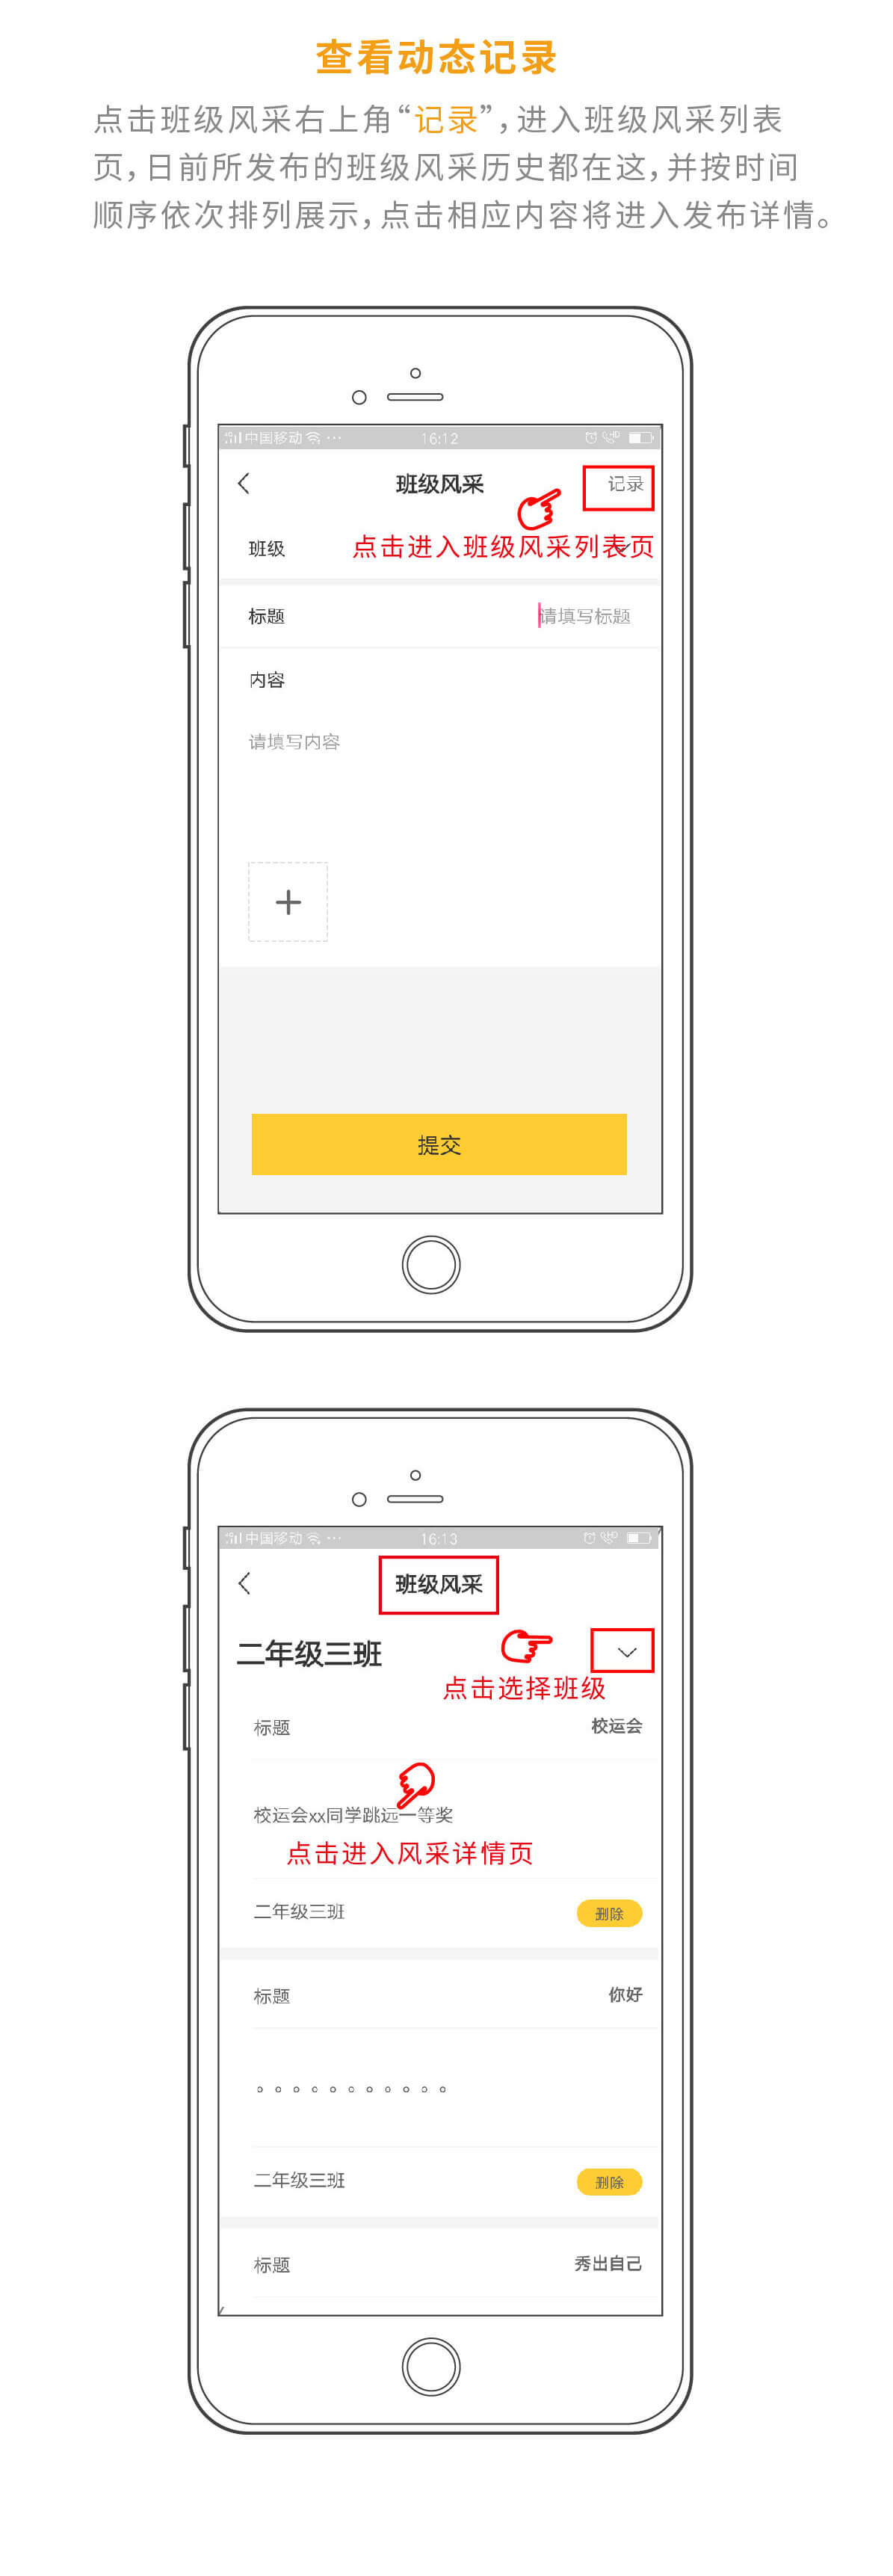 查看动态记录
点击班级风采右上角“记录”，进入班级风采列表
页，日前所发布的班级风采历史都在这，并按时间
顺序依次排列展示，点击相应内容将进入发布详情。
中国移动 16:12
班级风采 记录
班级 点击进入班级风采列表页
标题 请填写标题
内容
请填写内容
提交
中国移动 16:13
班级风采
二年级三班
点击选择班级
标题 校运会
校运会xx同学跳远一等奖
点击进入风采详情页
二年级三班 删除
标题 你好
。。。。。。。。。。。
二年级三班 删除
标题 秀出自己